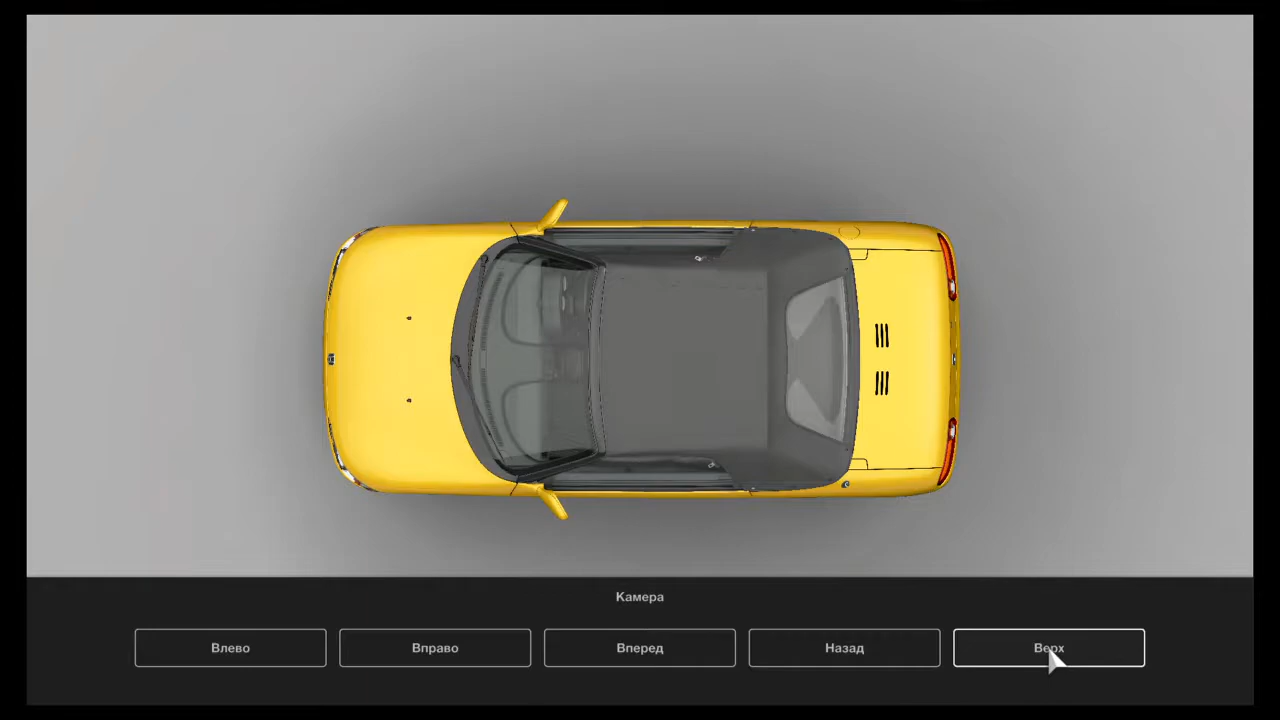 Камера
Влево
Вправо
Вперед
Назад
Верх